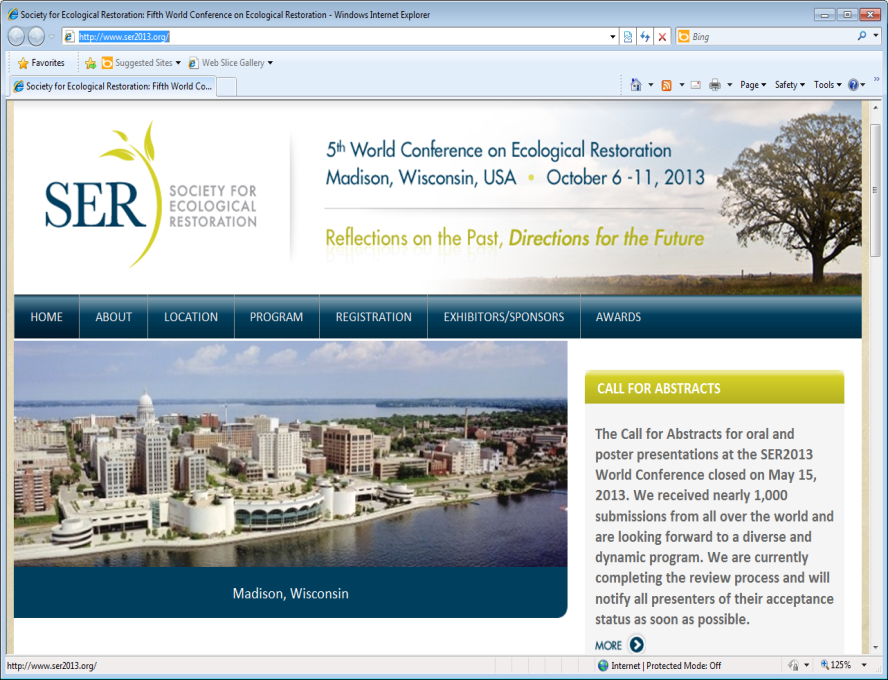 Society for Ecological Restoration: Fifth World Conference on Ecological Restoration - Windows Internet Explorer
http://www.ser2013.org/
Bing
Favorites
Suggested Sites
Web Slice Gallery
Society for Ecological Restoration: Fifth World Co...
Page
Safety
Tools
SER
SOCIETY FOR
ECOLOGICAL
RESTORATION
5th World Conference on Ecological Restoration
Madison, Wisconsin, USA • October 6 -11, 2013
Reflections on the Past, Directions for the Future
HOME
ABOUT
LOCATION
PROGRAM
REGISTRATION
EXHIBITORS/SPONSORS
AWARDS
Madison, Wisconsin
CALL FOR ABSTRACTS
The Call for Abstracts for oral and
poster presentations at the SER2013
World Conference closed on May 15,
2013. We received nearly 1,000
submissions from all over the world and
are looking forward to a diverse and
dynamic program. We are currently
completing the review process and will
notify all presenters of their acceptance
status as soon as possible.
MORE
http://www.ser2013.org/
Internet | Protected Mode: Off
125%